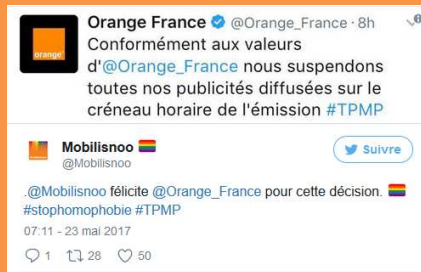 orange
Orange France @Orange_France · 8h
Conformément aux valeurs
d'@Orange_France nous suspendons
toutes nos publicités diffusées sur le
créneau horaire de l'émission #TPMP
Mobilisnoo 🏳️‍🌈
@Mobilisnoo
Suivre
.@Mobilisnoo félicite @Orange_France pour cette décision. 🏳️‍🌈
#stophomophobie #TPMP
07:11 - 23 mai 2017
1 28 50